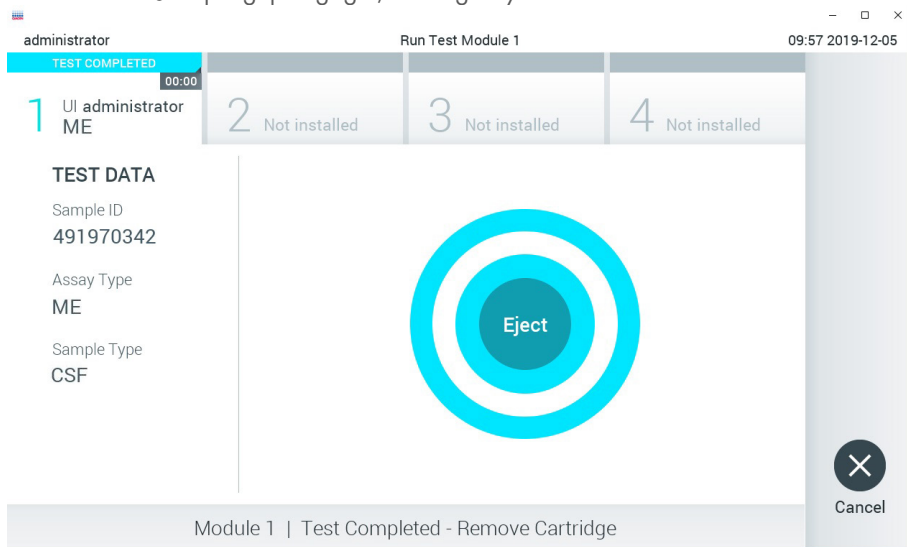 administrator Run Test Module 1 09:57 2019-12-05
TEST COMPLETED
00:00
1 UI administrator
ME
2 Not installed
3 Not installed
4 Not installed
TEST DATA
Sample ID
491970342
Assay Type
ME
Sample Type
CSF
Eject
Cancel
Module 1 | Test Completed - Remove Cartridge